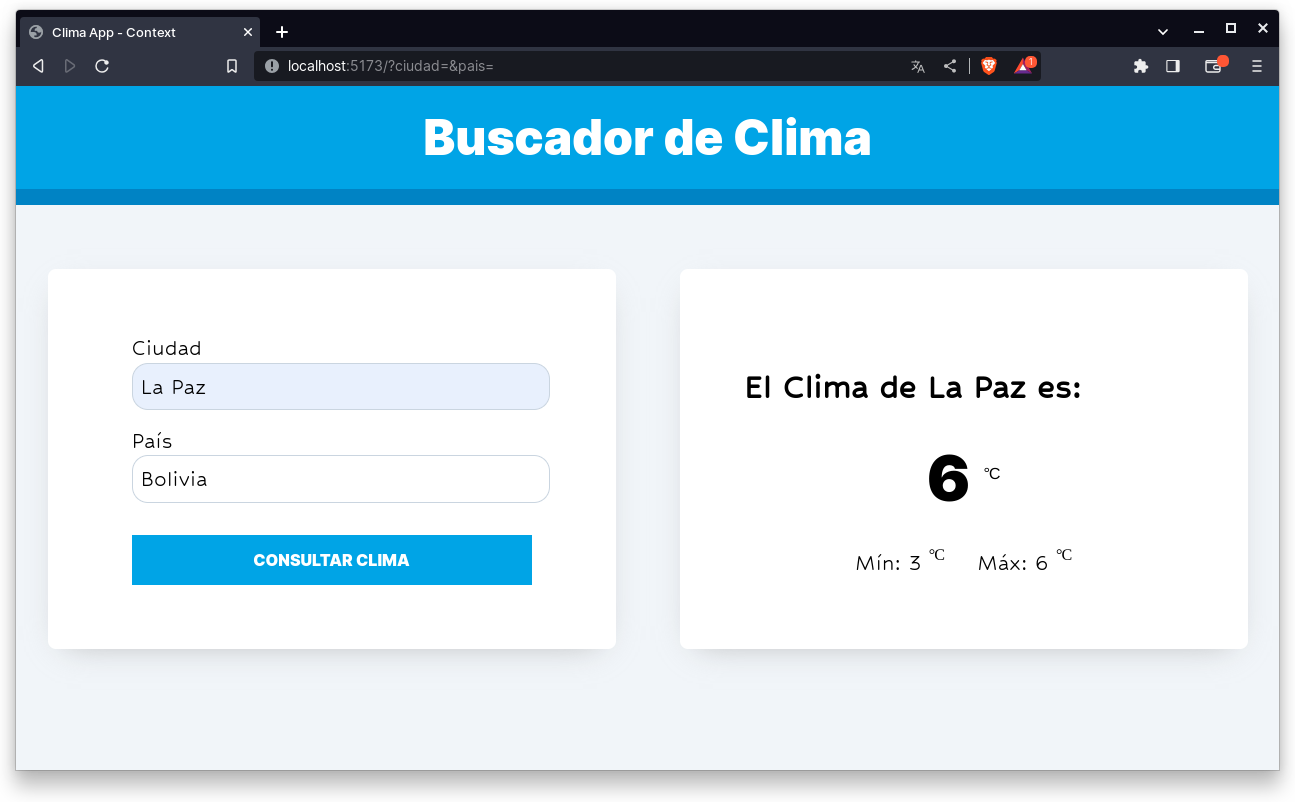 Clima App - Context
localhost:5173/?ciudad=&pais=
1
Buscador de Clima
Ciudad
La Paz
País
Bolivia
CONSULTAR CLIMA
El Clima de La Paz es:
6 ℃
Mín: 3 ℃ Máx: 6 ℃